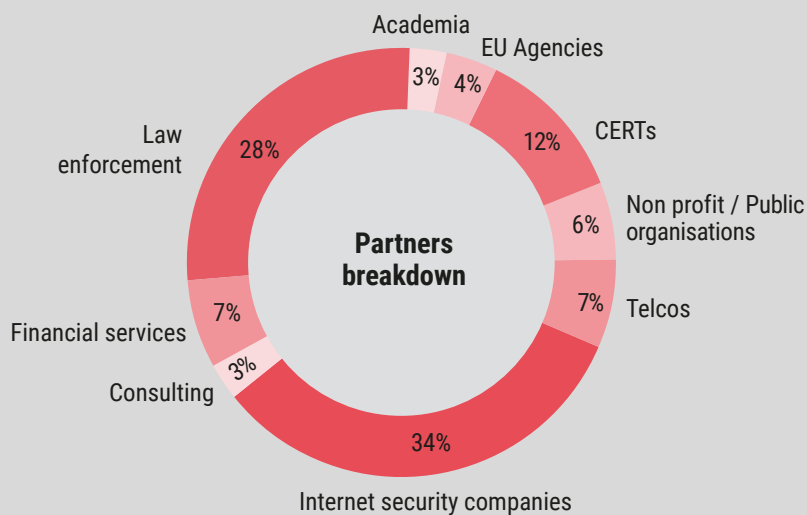 Academia
3%
EU Agencies
4%
CERTs
12%
Non profit / Public
organisations
6%
Telcos
7%
Internet security companies
34%
Consulting
3%
Financial services
7%
Law
enforcement
28%
Partners
breakdown